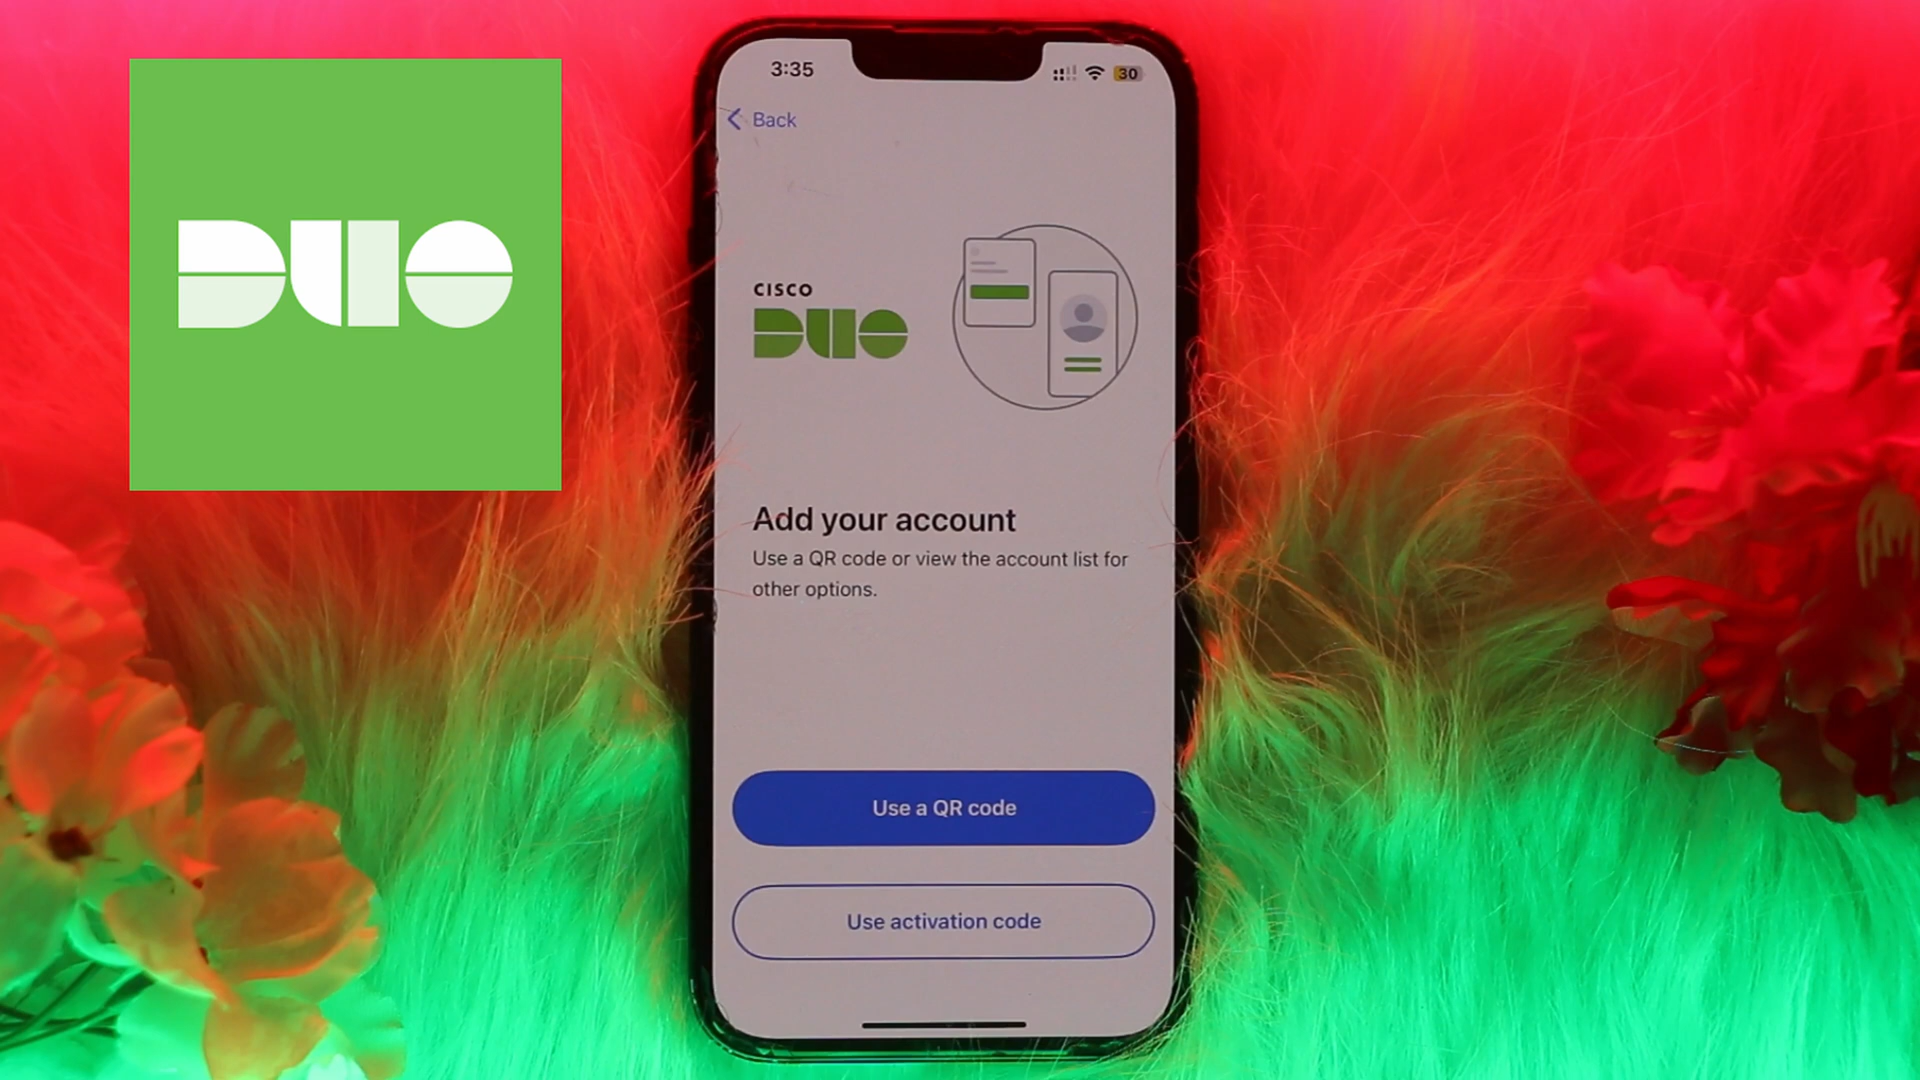 DUO
3:35
30
Back
CISCO
DUO
Add your account
Use a QR code or view the account list for
other options.
Use a QR code
Use activation code